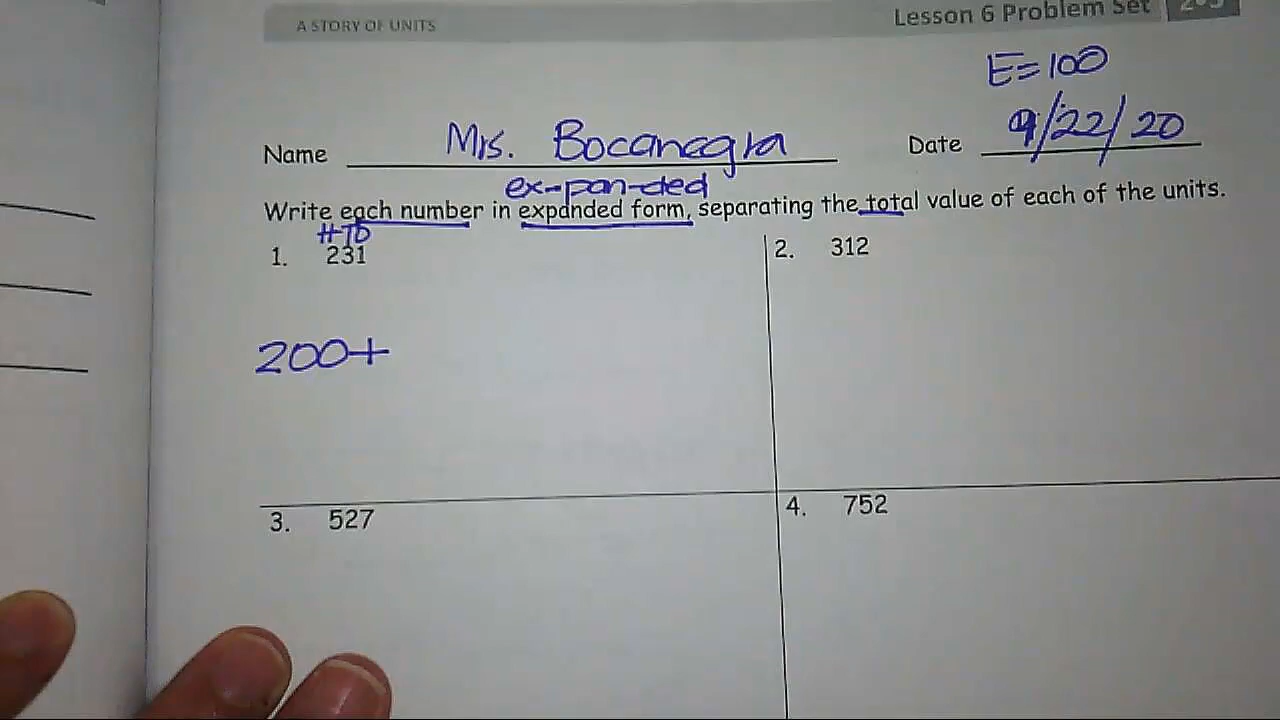 A STORY OF UNITS
Lesson 6 Problem Set
E=100
Name Mrs. Bocanegra Date 9/22/20
ex-pan-ded
Write each number in expanded form, separating the total value of each of the units.
HTO
1. 231
2. 312
200+
3. 527
4. 752